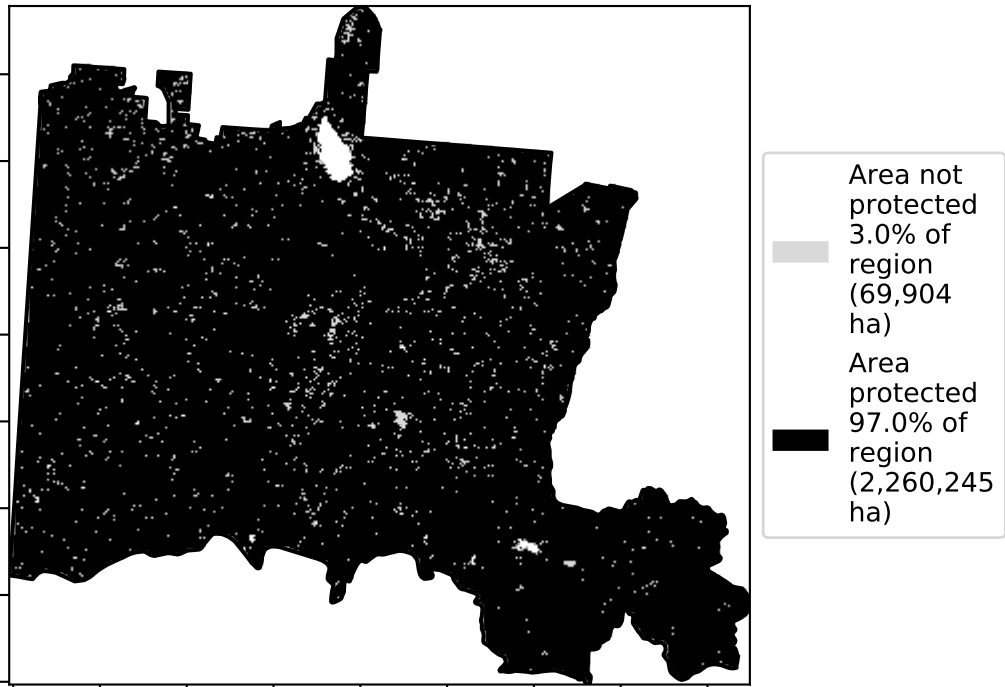 Area not
protected
3.0% of
region
(69,904
ha)
Area
protected
97.0% of
region
(2,260,245
ha)